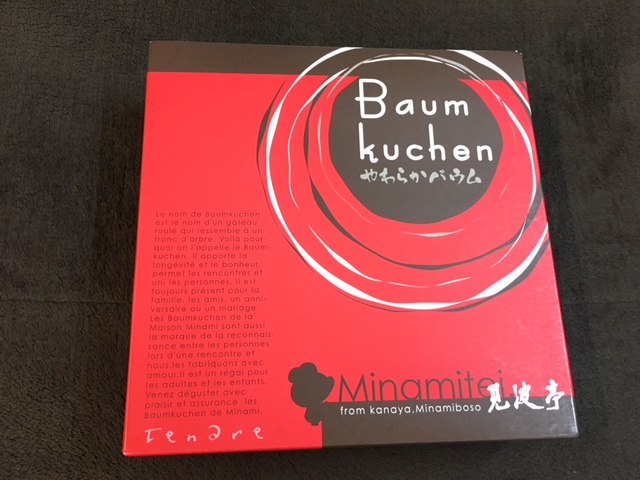 Baum
kuchen
やわらかバウム
Le nom de Baumkuchen
est le nom d'un gâteau
roulé qui ressemble à un
tronc d'arbre. Voilà pour-
quoi on l'appelle le Baum-
kuchen. Il apporte la
longévité et le bonheur,
permet les rencontres et
uni les personnes. Il est
toujours présent pour la
famille, les amis, un anni-
versaire ou un mariage.
Les Baumkuchen de la
Maison Minami sont aussi
la marque de la reconnais-
sance entre les personnes
lors d'une rencontre et
nous les fabriquons avec
amour.Il est un régal pour
les adultes et les enfants.
Venez déguster avec
plaisir et assurance les
Baumkuchen de Minami.
Minamitei
from kanaya,Minamiboso
見波亭
Tenare